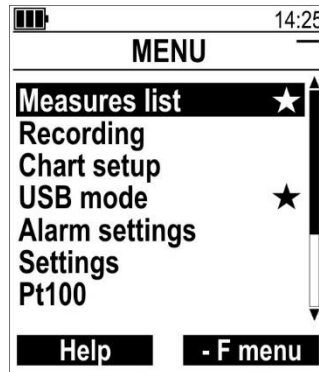 14:25
MENU
Measures list
Recording
Chart setup
USB mode
Alarm settings
Settings
Pt100
Help - F menu